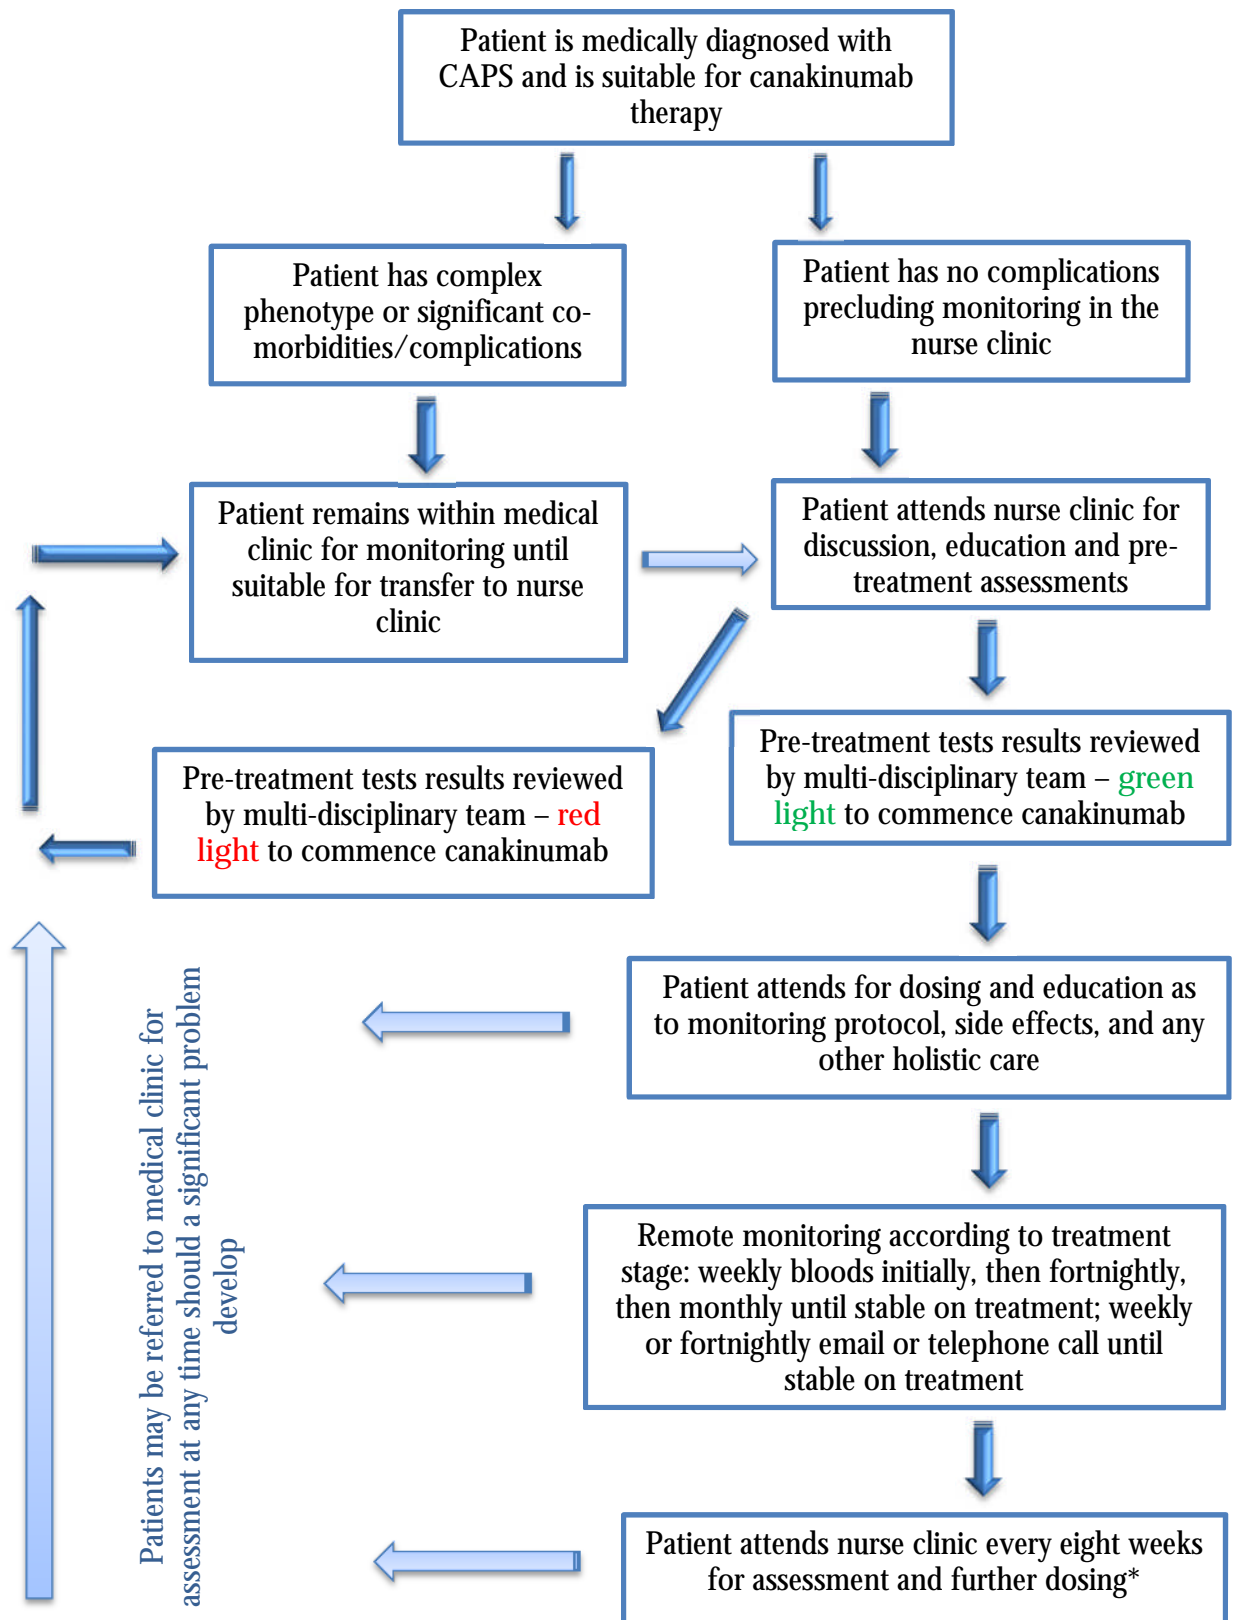 Patient is medically diagnosed with
CAPS and is suitable for canakinumab
therapy
Patient has complex
phenotype or significant co-
morbidities/complications
Patient has no complications
precluding monitoring in the
nurse clinic
Patient remains within medical
clinic for monitoring until
suitable for transfer to nurse
clinic
Patient attends nurse clinic for
discussion, education and pre-
treatment assessments
Pre-treatment tests results reviewed
by multi-disciplinary team – red
light to commence canakinumab
Pre-treatment tests results reviewed
by multi-disciplinary team – green
light to commence canakinumab
Patient attends for dosing and education as
to monitoring protocol, side effects, and any
other holistic care
Patients may be referred to medical clinic for
assessment at any time should a significant problem
develop
Remote monitoring according to treatment
stage: weekly bloods initially, then fortnightly,
then monthly until stable on treatment; weekly
or fortnightly email or telephone call until
stable on treatment
Patient attends nurse clinic every eight weeks
for assessment and further dosing*